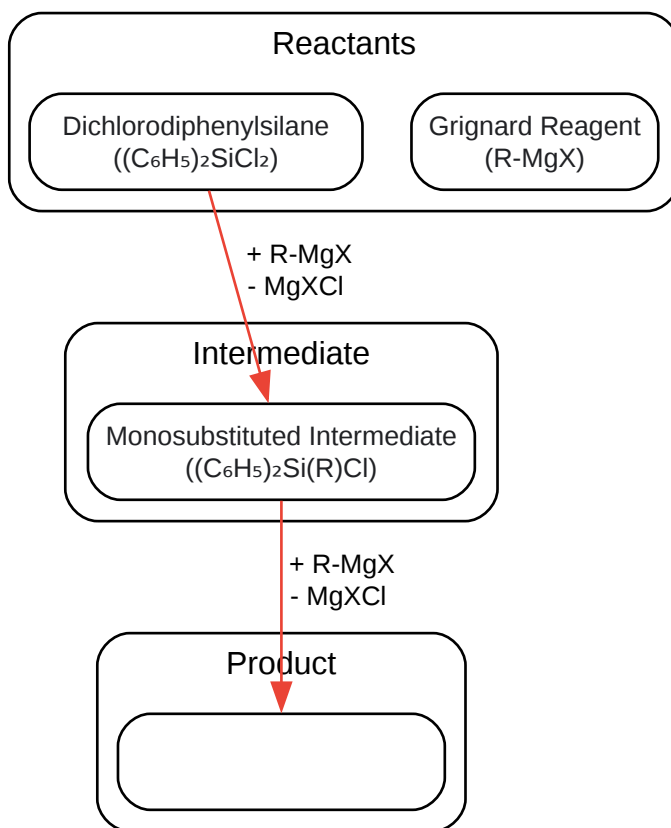 Reactants
Dichlorodiphenylsilane
((C₆H₅)₂SiCl₂)
Grignard Reagent
(R-MgX)
+ R-MgX
- MgXCl
Intermediate
Monosubstituted Intermediate
((C₆H₅)₂Si(R)Cl)
+ R-MgX
- MgXCl
Product